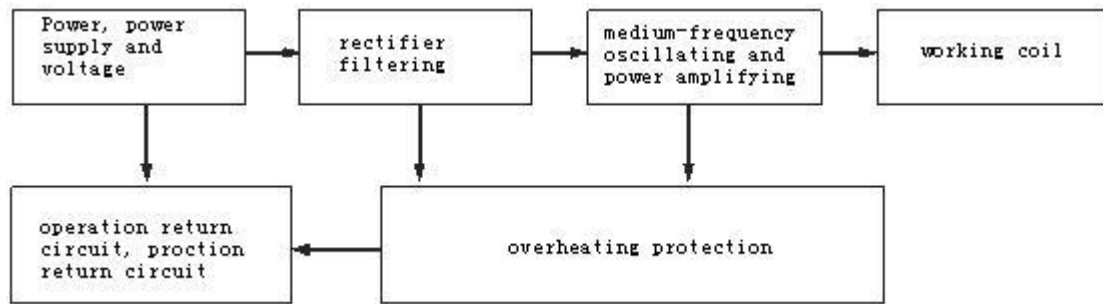 Power, power
supply and
voltage
rectifier
filtering
medium-frequency
oscillating and
power amplifying
working coil
operation return
circuit, proction
return circuit
overheating protection